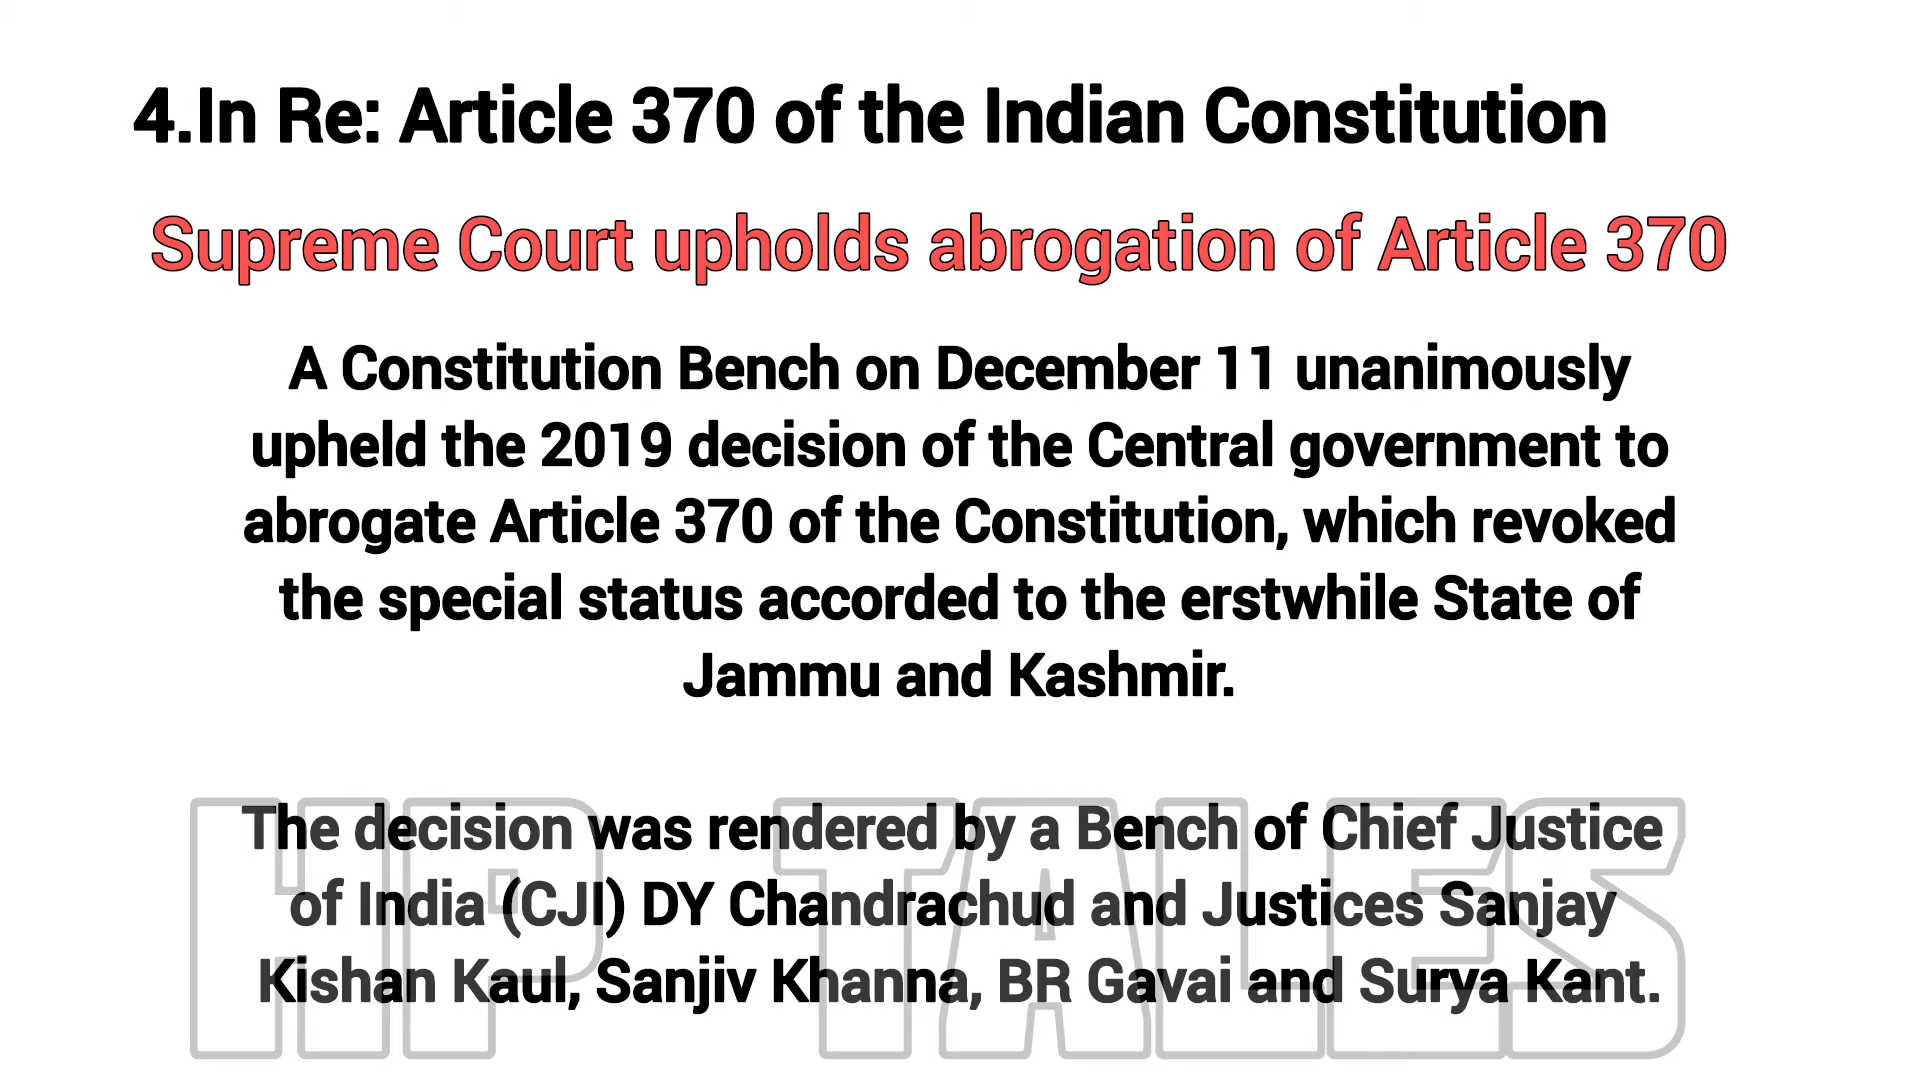 4.In Re: Article 370 of the Indian Constitution
Supreme Court upholds abrogation of Article 370
A Constitution Bench on December 11 unanimously
upheld the 2019 decision of the Central government to
abrogate Article 370 of the Constitution, which revoked
the special status accorded to the erstwhile State of
Jammu and Kashmir.
The decision was rendered by a Bench of Chief Justice
of India (CJI) DY Chandrachud and Justices Sanjay
Kishan Kaul, Sanjiv Khanna, BR Gavai and Surya Kant.
HP TALES